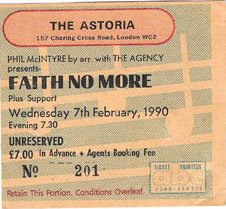 THE ASTORIA
157 Charing Cross Road, London WC2
PHIL McINTYRE by arr. with THE AGENCY
presents-
FAITH NO MORE
Plus Support
Wednesday 7th February, 1990
Evening 7.30
UNRESERVED
£7.00 In Advance + Agents Booking Fee
No 201
TICKET PRINTERS
Retain This Portion. Conditions Overleaf.